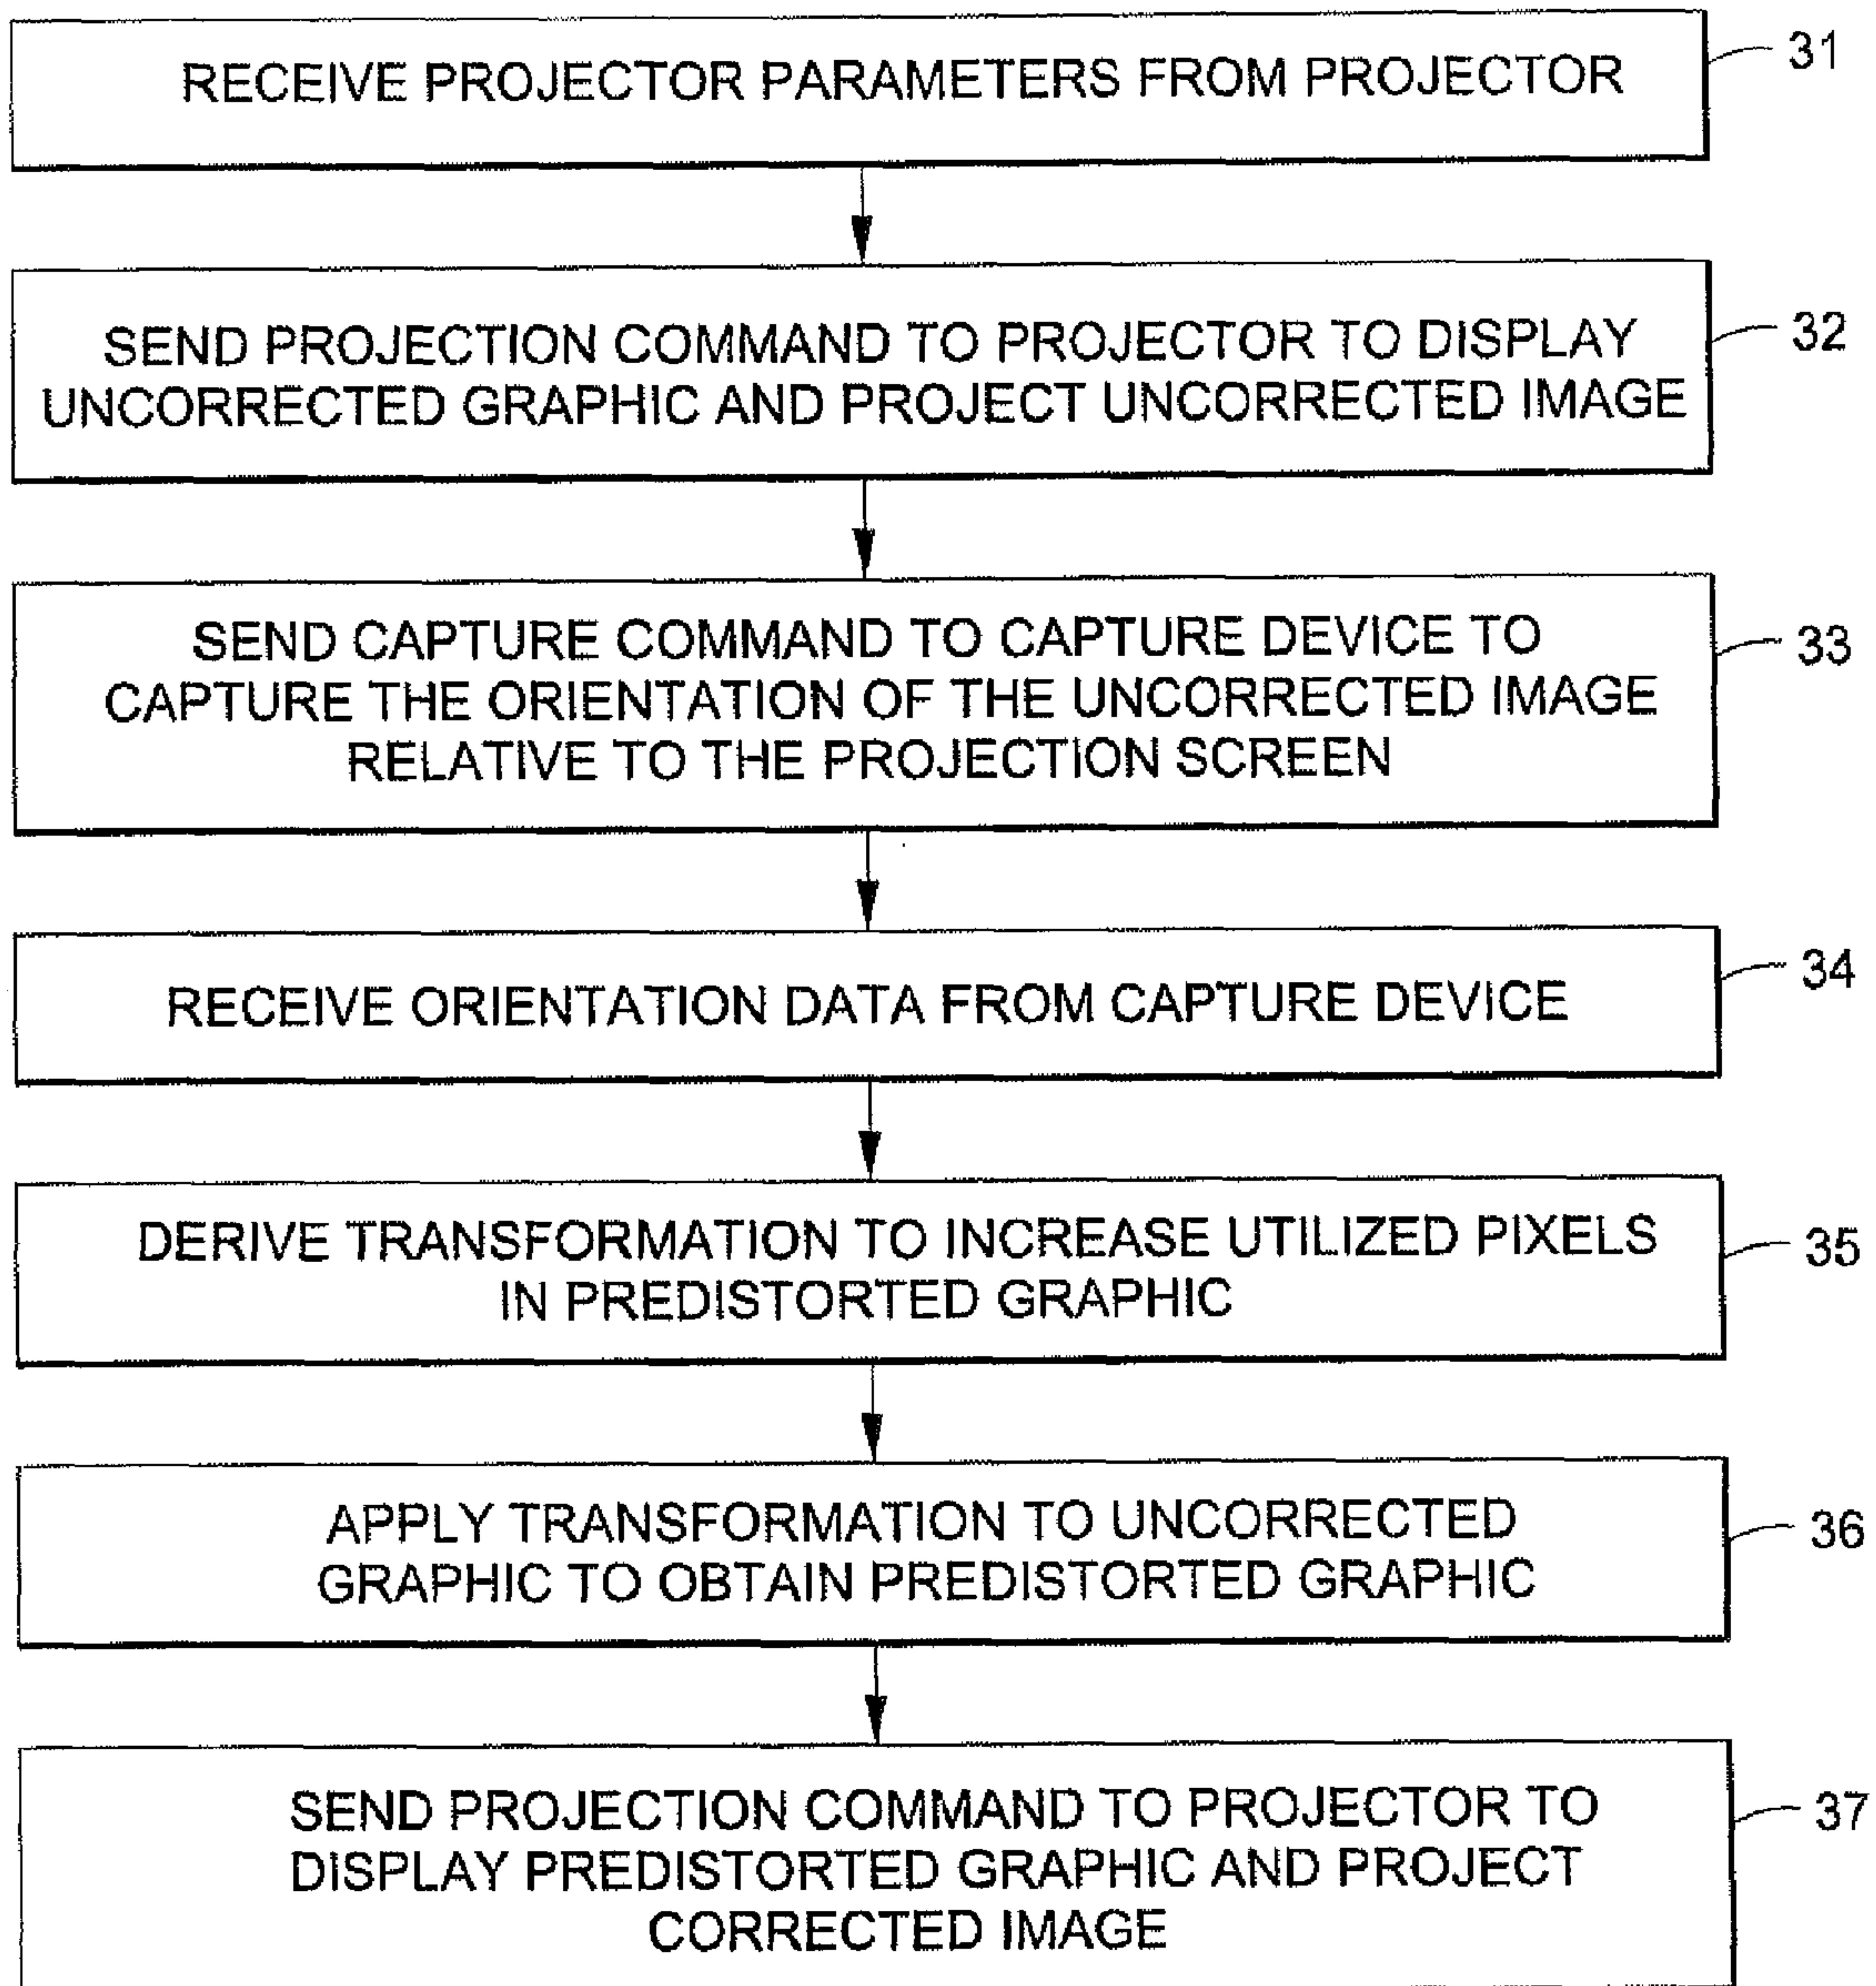 RECEIVE PROJECTOR PARAMETERS FROM PROJECTOR
31
SEND PROJECTION COMMAND TO PROJECTOR TO DISPLAY
UNCORRECTED GRAPHIC AND PROJECT UNCORRECTED IMAGE
32
SEND CAPTURE COMMAND TO CAPTURE DEVICE TO
CAPTURE THE ORIENTATION OF THE UNCORRECTED IMAGE
RELATIVE TO THE PROJECTION SCREEN
33
RECEIVE ORIENTATION DATA FROM CAPTURE DEVICE
34
DERIVE TRANSFORMATION TO INCREASE UTILIZED PIXELS
IN PREDISTORTED GRAPHIC
35
APPLY TRANSFORMATION TO UNCORRECTED
GRAPHIC TO OBTAIN PREDISTORTED GRAPHIC
36
SEND PROJECTION COMMAND TO PROJECTOR TO
DISPLAY PREDISTORTED GRAPHIC AND PROJECT
CORRECTED IMAGE
37